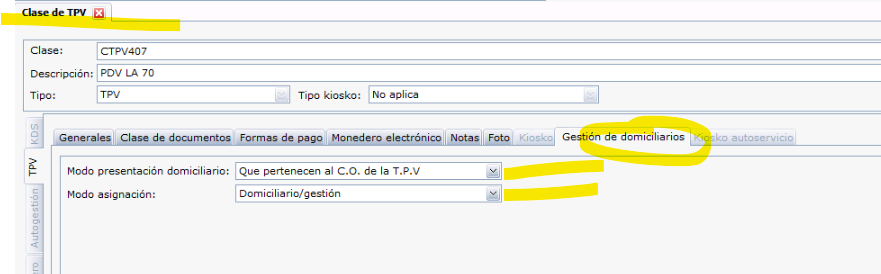 Clase de TPV
Clase: CTPV407
Descripción: PDV LA 70
Tipo: TPV Tipo kiosko: No aplica
KDS
TPV
Autogestión
Generales Clase de documentos Formas de pago Monedero electrónico Notas Foto Kiosko Gestión de domiciliarios Kiosko autoservicio
Modo presentación domiciliario: Que pertenecen al C.O. de la T.P.V
Modo asignación: Domiciliario/gestión